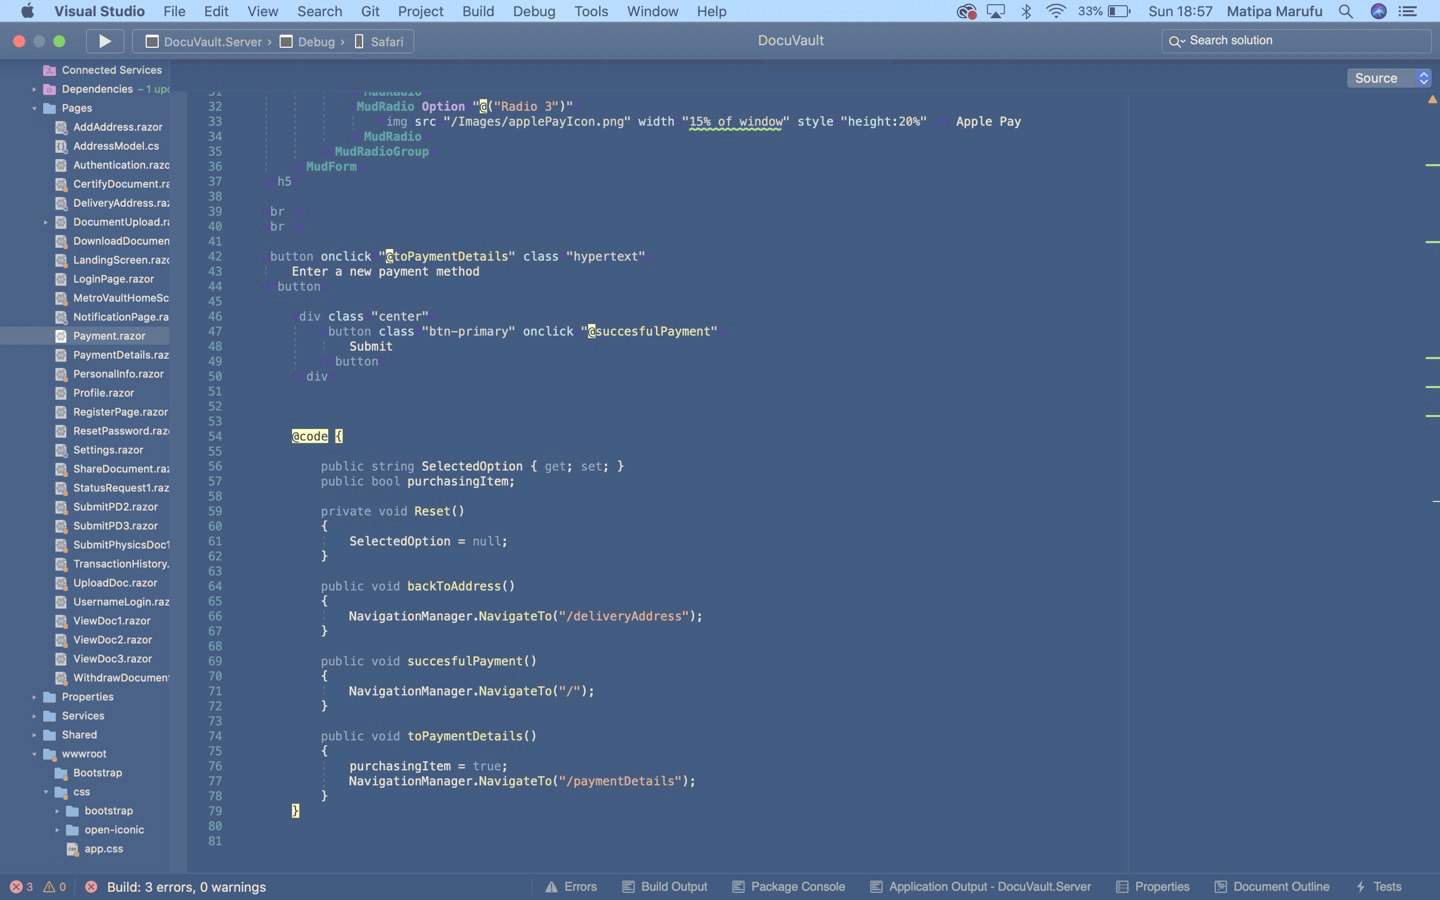 Visual Studio File Edit View Search Git Project Build Debug Tools Window Help 33% Sun 18:57 Matipa Marufu
DocuVault.Server › Debug › Safari
DocuVault
Search solution
Source
Connected Services
Dependencies – 1 upd
Pages
AddAddress.razor
AddressModel.cs
Authentication.razo
CertifyDocument.ra
DeliveryAddress.raz
DocumentUpload.ra
DownloadDocumen
LandingScreen.razor
LoginPage.razor
MetroVaultHomeSc
NotificationPage.ra
Payment.razor
PaymentDetails.raz
PersonalInfo.razor
Profile.razor
RegisterPage.razor
ResetPassword.razo
Settings.razor
ShareDocument.raz
StatusRequest1.raz
SubmitPD2.razor
SubmitPD3.razor
SubmitPhysicsDoc1
TransactionHistory.
UploadDoc.razor
UsernameLogin.raz
ViewDoc1.razor
ViewDoc2.razor
ViewDoc3.razor
WithdrawDocument
Properties
Services
Shared
wwwroot
Bootstrap
css
bootstrap
open-iconic
app.css
31 MudRadio
32 MudRadio Option "@("Radio 3")"
33 img src "/Images/applePayIcon.png" width "15% of window" style "height:20%" Apple Pay
34 MudRadio
35 MudRadioGroup
36 MudForm
37 h5
38
39 br
40 br
41
42 button onclick "@toPaymentDetails" class "hypertext"
43 Enter a new payment method
44 button
45
46 div class "center"
47 button class "btn-primary" onclick "@succesfulPayment"
48 Submit
49 button
50 div
51
52
53
54 @code {
55
56 public string SelectedOption { get; set; }
57 public bool purchasingItem;
58
59 private void Reset()
60 {
61 SelectedOption = null;
62 }
63
64 public void backToAddress()
65 {
66 NavigationManager.NavigateTo("/deliveryAddress");
67 }
68
69 public void succesfulPayment()
70 {
71 NavigationManager.NavigateTo("/");
72 }
73
74 public void toPaymentDetails()
75 {
76 purchasingItem = true;
77 NavigationManager.NavigateTo("/paymentDetails");
78 }
79 }
80
81
3 0 Build: 3 errors, 0 warnings
Errors Build Output Package Console Application Output - DocuVault.Server Properties Document Outline Tests